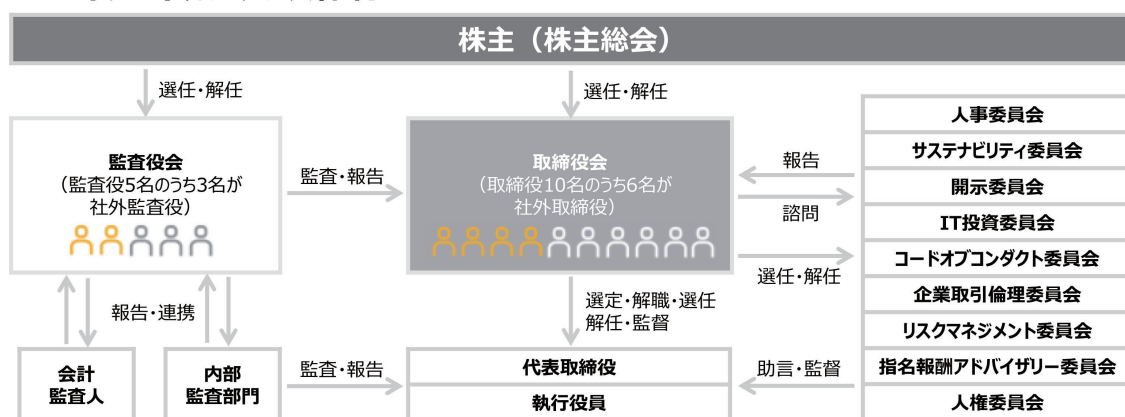 株主（株主総会）
選任・解任
選任・解任
監査役会
（監査役5名のうち3名が
社外監査役）
監査・報告
取締役会
（取締役10名のうち6名が
社外取締役）
報告
諮問
選任・解任
人事委員会
サステナビリティ委員会
開示委員会
IT投資委員会
コードオブコンダクト委員会
企業取引倫理委員会
リスクマネジメント委員会
指名報酬アドバイザリー委員会
人権委員会
報告・連携
選定・解職・選任
解任・監督
会計
監査人
内部
監査部門
監査・報告
代表取締役
執行役員
助言・監督